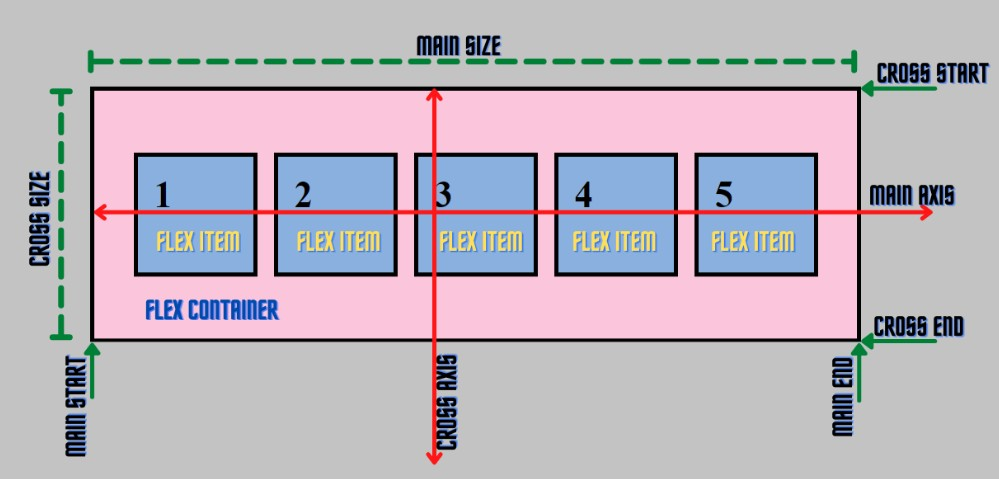 MAIN SIZE
CROSS START
CROSS SIZE
1
2
3
4
5
MAIN AXIS
FLEX ITEM
FLEX ITEM
FLEX ITEM
FLEX ITEM
FLEX ITEM
FLEX CONTAINER
CROSS END
MAIN START
CROSS AXIS
MAIN END